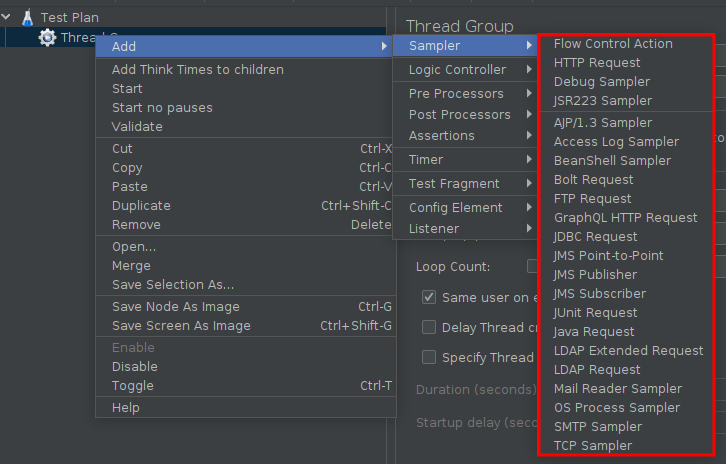 Test Plan
Thread
Add
Add Think Times to children
Start
Start no pauses
Validate
Cut Ctrl-X
Copy Ctrl-C
Paste Ctrl-V
Duplicate Ctrl+Shift-C
Remove Delete
Open...
Merge
Save Selection As...
Save Node As Image Ctrl-G
Save Screen As Image Ctrl+Shift-G
Enable
Disable
Toggle Ctrl-T
Help
Thread Group
Sampler
Logic Controller
Pre Processors
Post Processors
Assertions
Timer
Test Fragment
Config Element
Listener
Loop Count:
Same user on
Delay Thread
Specify Thread
Duration (seconds)
Startup delay
Flow Control Action
HTTP Request
Debug Sampler
JSR223 Sampler
AJP/1.3 Sampler
Access Log Sampler
BeanShell Sampler
Bolt Request
FTP Request
GraphQL HTTP Request
JDBC Request
JMS Point-to-Point
JMS Publisher
JMS Subscriber
JUnit Request
Java Request
LDAP Extended Request
LDAP Request
Mail Reader Sampler
OS Process Sampler
SMTP Sampler
TCP Sampler